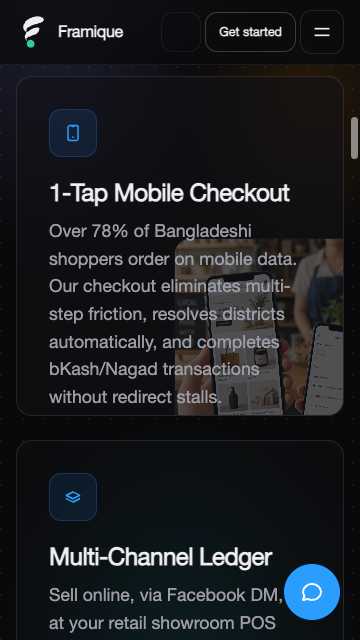 Framique
Get started
1-Tap Mobile Checkout
Over 78% of Bangladeshi
shoppers order on mobile data.
Our checkout eliminates multi-
step friction, resolves districts
automatically, and completes
bKash/Nagad transactions
without redirect stalls.
Multi-Channel Ledger
Sell online, via Facebook DM,
at your retail showroom POS